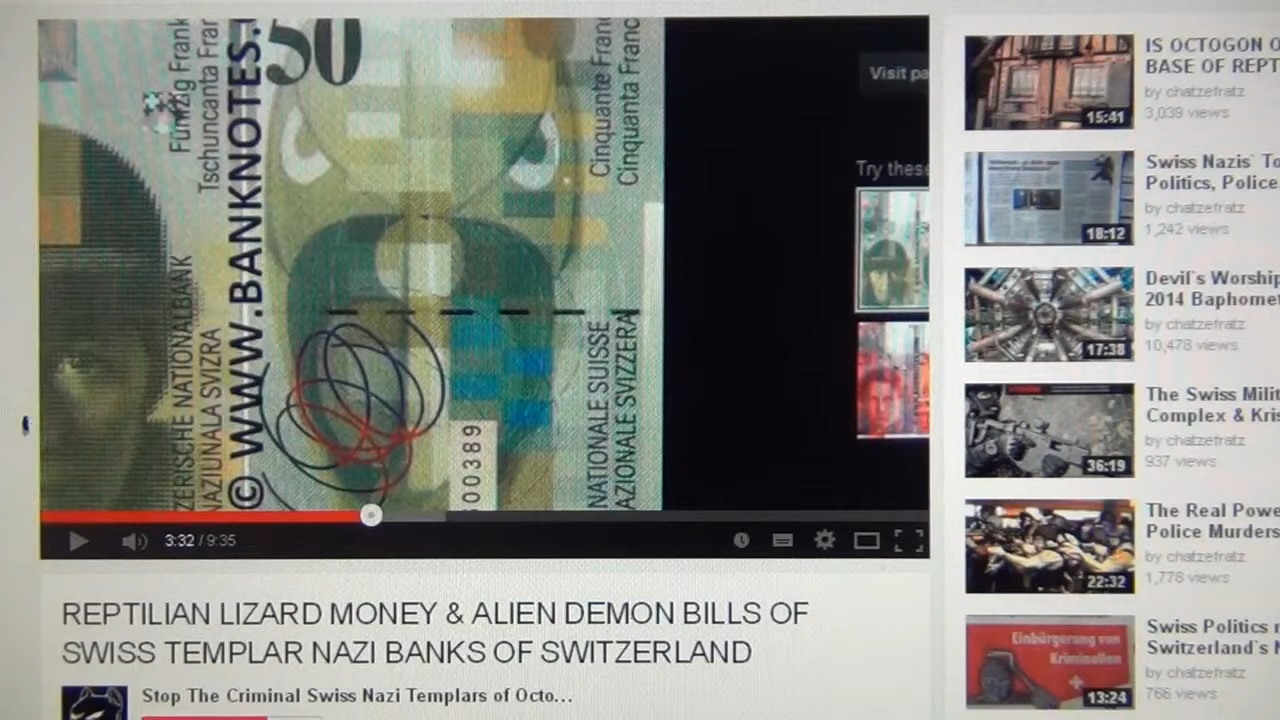 50
Fünfzig Frank
Tschuncanta Fran
© WWW.BANKNOTES.
ZERISCHE NATIONALBANK
NAZIUNALA SVIZRA
Cinquante Franc
Cinquanta Franc
NATIONALE SUISSE
AZIONALE SVIZZERA
00389
Visit pa
Try these
3:32 / 9:35
REPTILIAN LIZARD MONEY & ALIEN DEMON BILLS OF
SWISS TEMPLAR NAZI BANKS OF SWITZERLAND
Stop The Criminal Swiss Nazi Templars of Octo...
IS OCTOGON O
BASE OF REPT
by chatzefratz
3,039 views
15:41
Swiss Nazis` To
Politics, Police
by chatzefratz
1,242 views
18:12
Devil`s Worship
2014 Baphomet
by chatzefratz
10,478 views
17:38
The Swiss Milit
Complex & Kris
by chatzefratz
937 views
36:19
The Real Powe
Police Murders
by chatzefratz
1,778 views
22:32
Swiss Politics n
Switzerland`s N
by chatzefratz
766 views
Einbürgerung von
Kriminellen
13:24